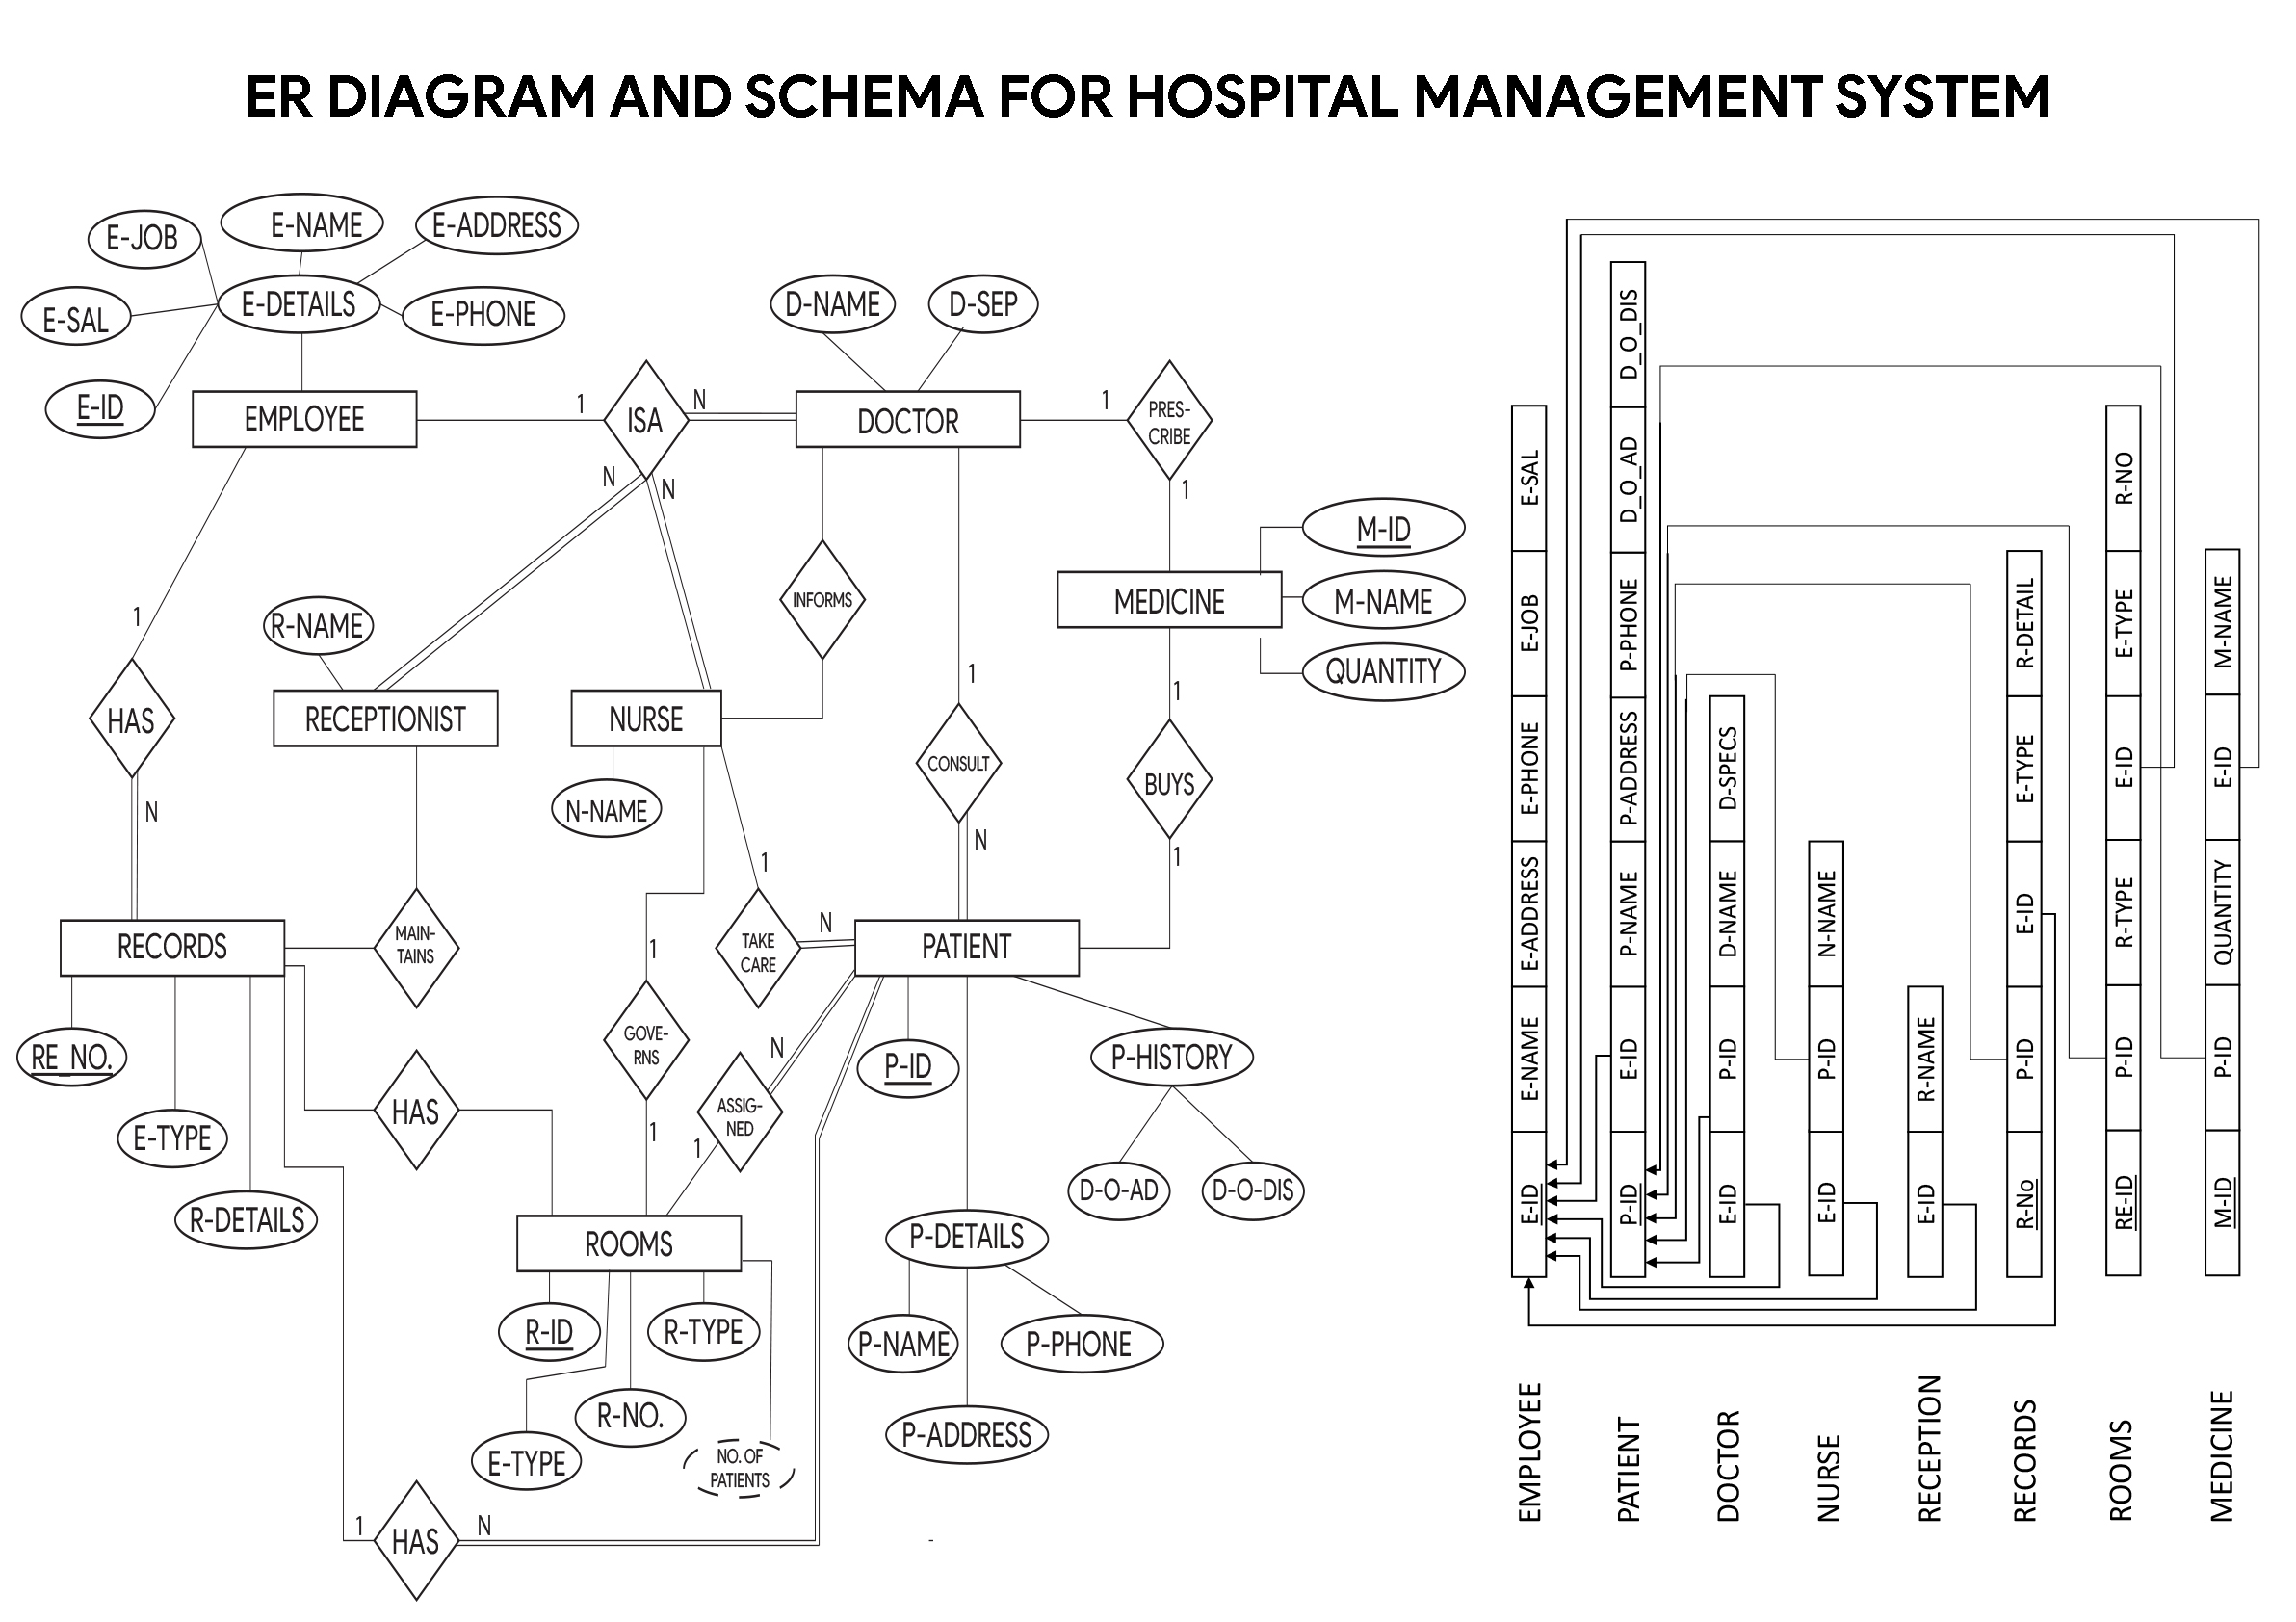 ER DIAGRAM AND SCHEMA FOR HOSPITAL MANAGEMENT SYSTEM
E-JOB
E-NAME
E-ADDRESS
E-SAL
E-DETAILS
E-PHONE
E-ID
D-NAME
D-SEP
EMPLOYEE
1
ISA
N
DOCTOR
1
PRES-
CRIBE
N
N
1
M-ID
INFORMS
MEDICINE
M-NAME
QUANTITY
1
R-NAME
HAS
RECEPTIONIST
NURSE
1
1
CONSULT
BUYS
N
N-NAME
N
1
1
RECORDS
MAIN-
TAINS
1
TAKE
CARE
N
PATIENT
RE_NO.
GOVE-
RNS
N
P-ID
P-HISTORY
E-TYPE
HAS
ASSIG-
NED
1
1
D-O-AD
D-O-DIS
R-DETAILS
ROOMS
P-DETAILS
R-ID
R-TYPE
P-NAME
P-PHONE
R-NO.
E-TYPE
NO. OF
PATIENTS
P-ADDRESS
1
HAS
N
-
EMPLOYEE
E-ID
E-NAME
E-ADDRESS
E-PHONE
E-JOB
E-SAL
PATIENT
P-ID
E-ID
P-NAME
P-ADDRESS
P-PHONE
D_O_AD
D_O_DIS
DOCTOR
E-ID
P-ID
D-NAME
D-SPECS
NURSE
E-ID
P-ID
N-NAME
RECEPTION
E-ID
R-NAME
RECORDS
R-No
P-ID
E-ID
E-TYPE
R-DETAIL
ROOMS
RE-ID
P-ID
R-TYPE
E-ID
E-TYPE
R-NO
MEDICINE
M-ID
P-ID
QUANTITY
E-ID
M-NAME